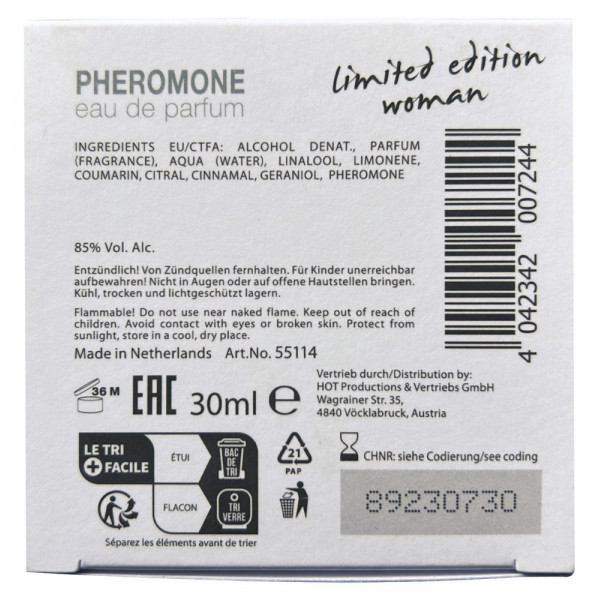 PHEROMONE
eau de parfum
limited edition
woman
INGREDIENTS EU/CTFA: ALCOHOL DENAT., PARFUM
(FRAGRANCE), AQUA (WATER), LINALOOL, LIMONENE,
COUMARIN, CITRAL, CINNAMAL, GERANIOL, PHEROMONE
4 042342 007244
85% Vol. Alc.
Entzündlich! Von Zündquellen fernhalten. Für Kinder unerreichbar
aufbewahren! Nicht in Augen oder auf offene Hautstellen bringen.
Kühl, trocken und lichtgeschützt lagern.
Flammable! Do not use near naked flame. Keep out of reach of
children. Avoid contact with eyes or broken skin. Protect from
sunlight, store in a cool, dry place.
Made in Netherlands Art.No. 55114
36 M
EAC
30ml e
Vertrieb durch/Distribution by:
HOT Productions & Vertriebs GmbH
Wagrainer Str. 35,
4840 Vöcklabruck, Austria
LE TRI
+ FACILE
ÉTUI
BAC
DE
TRI
FLACON
TRI
VERRE
Séparez les éléments avant de trier
21
PAP
CHNR: siehe Codierung/see coding
89230730